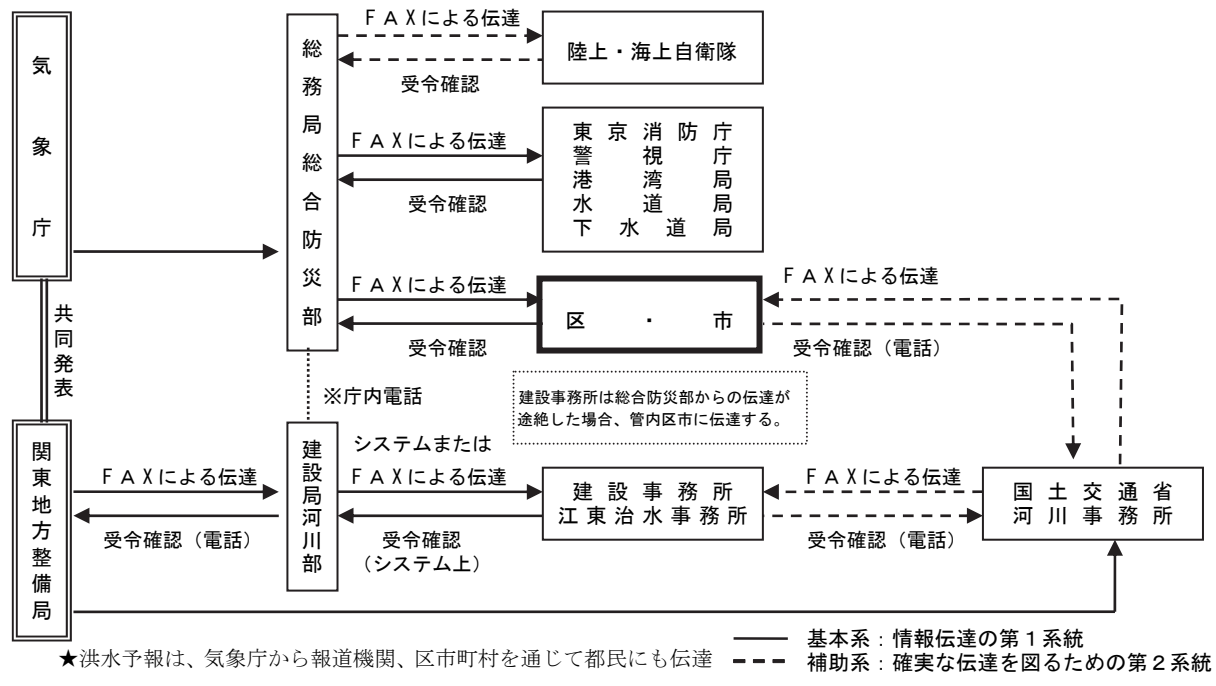 気象庁
共同発表
関東地方整備局
総務局総合防災部
※庁内電話
建設局河川部
FAXによる伝達
受令確認
陸上・海上自衛隊
FAXによる伝達
受令確認
東京消防庁
警視庁
港湾局
水道局
下水道局
FAXによる伝達
受令確認
区・市
FAXによる伝達
受令確認(電話)
建設事務所は総合防災部からの伝達が
途絶した場合、管内区市に伝達する。
FAXによる伝達
受令確認(電話)
システムまたは
FAXによる伝達
受令確認
(システム上)
建設事務所
江東治水事務所
FAXによる伝達
受令確認(電話)
国土交通省
河川事務所
★洪水予報は、気象庁から報道機関、区市町村を通じて都民にも伝達
基本系:情報伝達の第1系統
補助系:確実な伝達を図るための第2系統